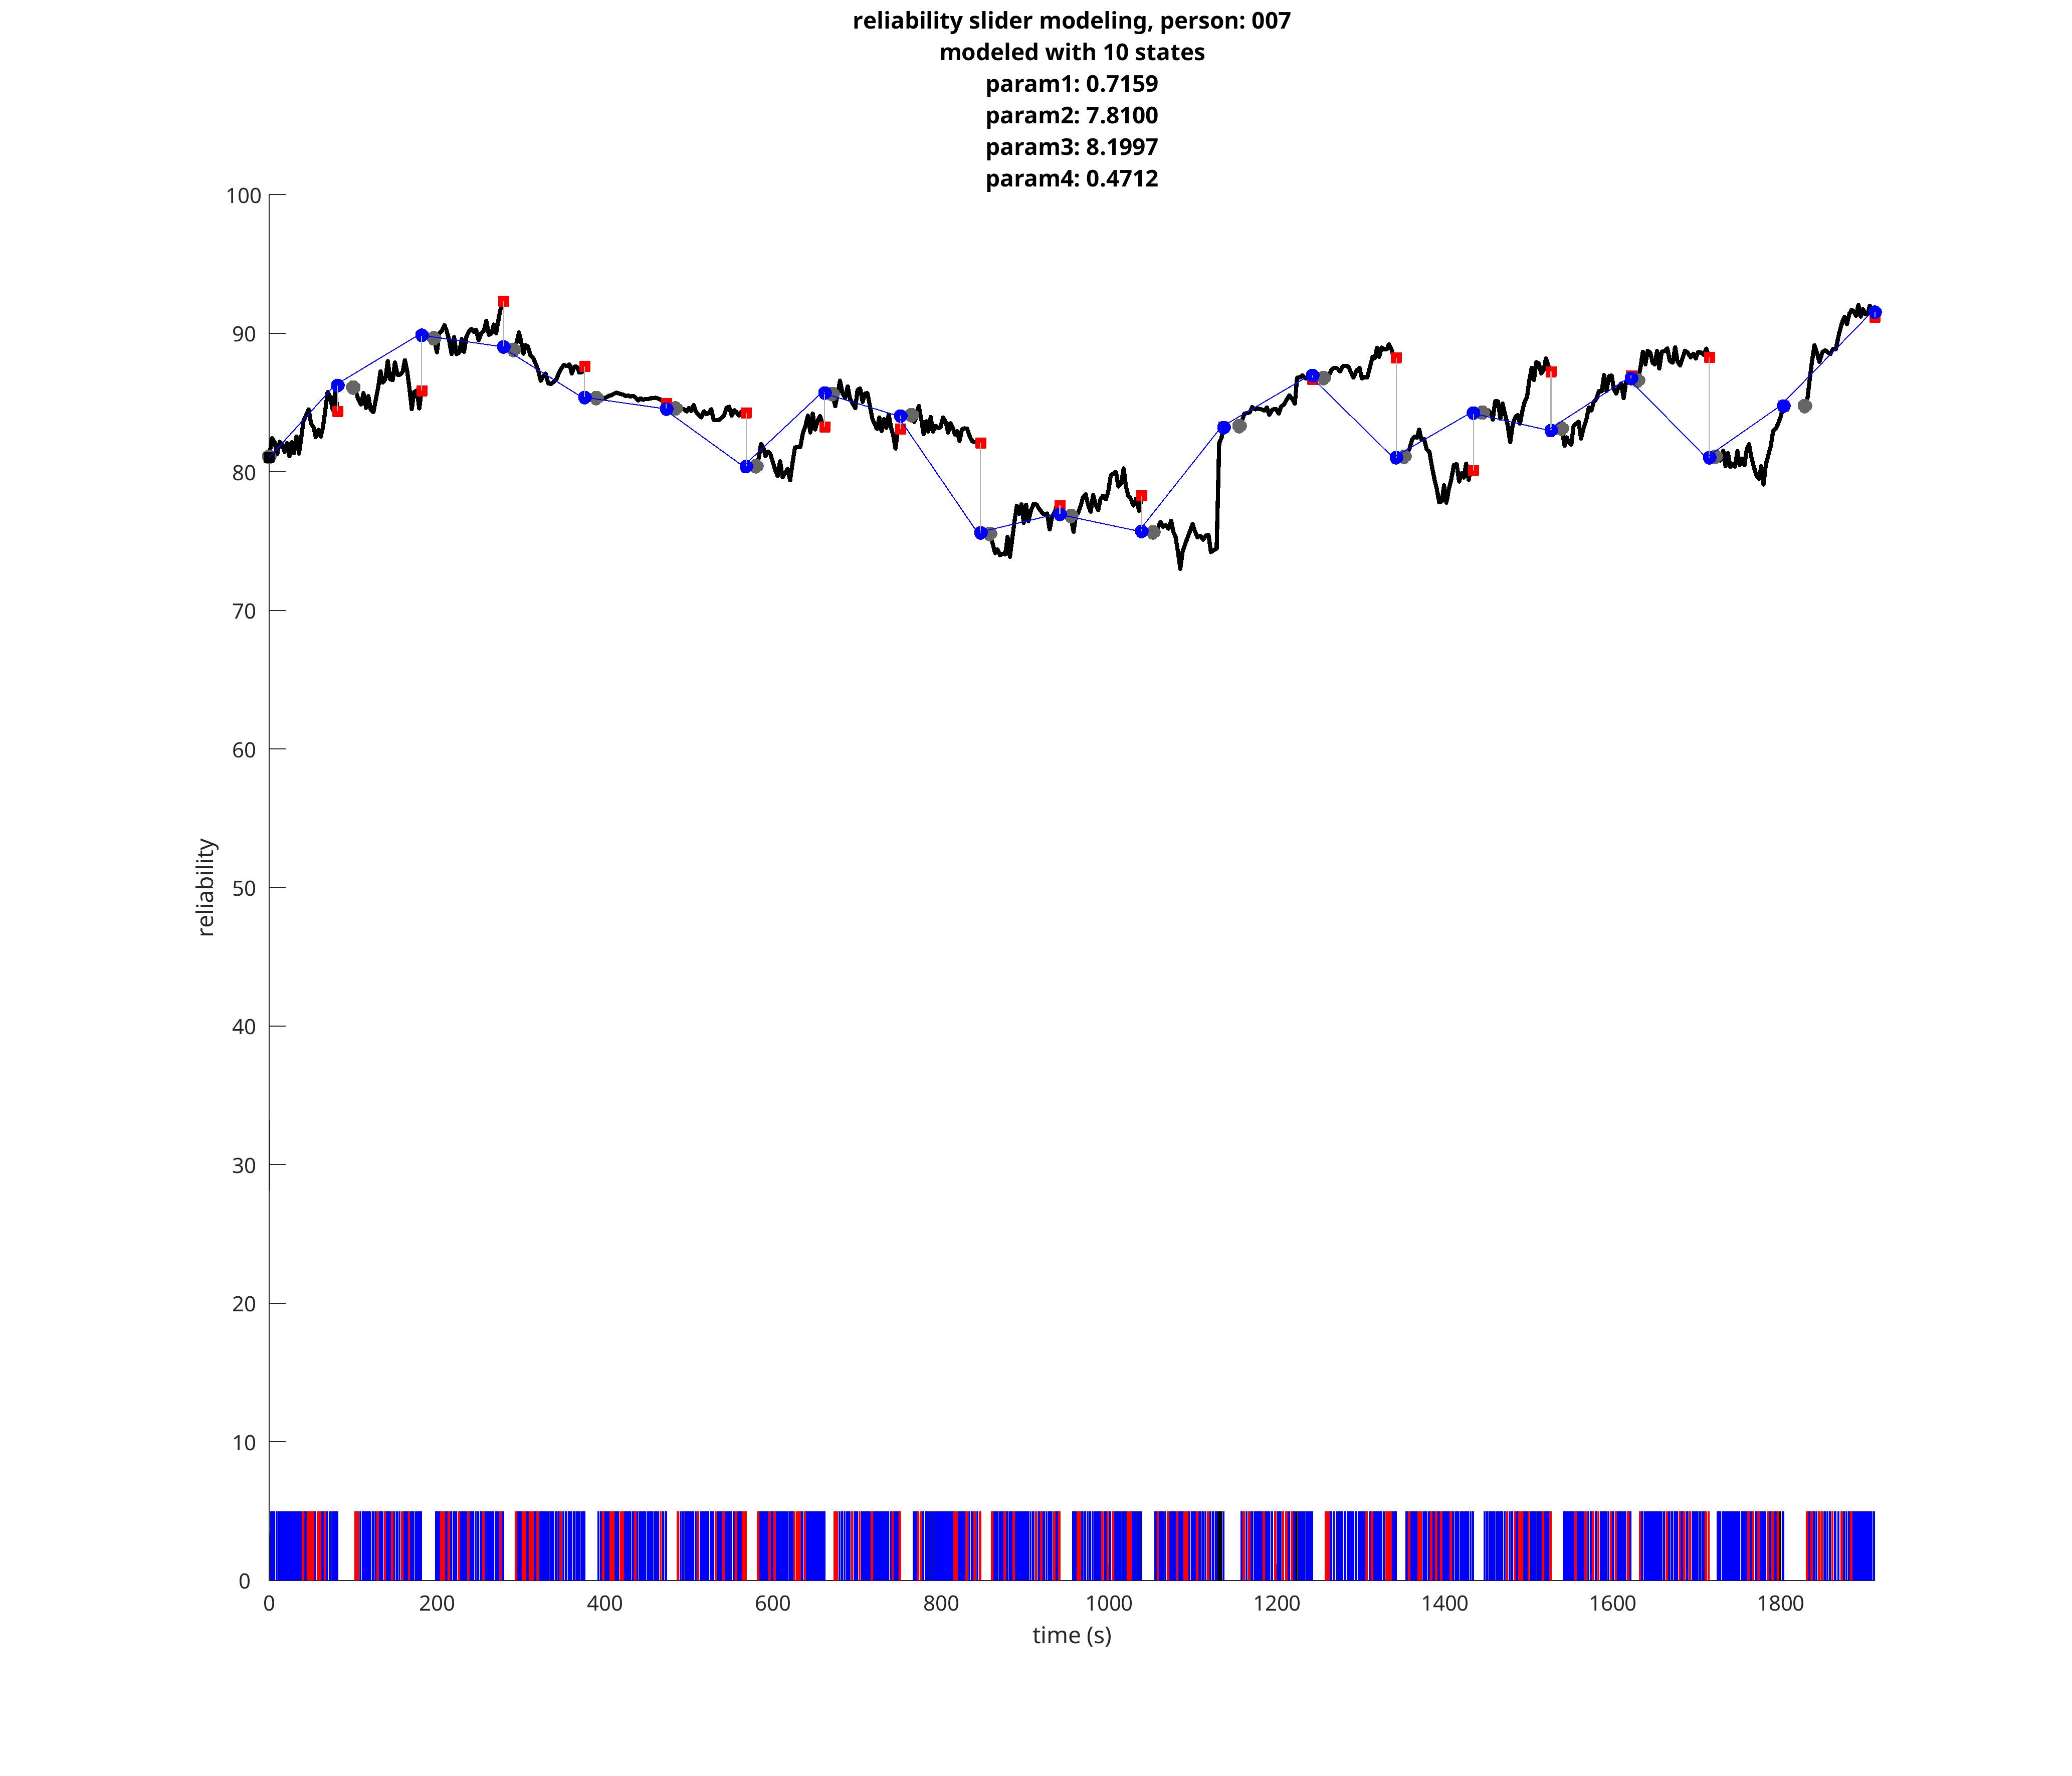 reliability slider modeling, person: 007
modeled with 10 states
param1: 0.7159
param2: 7.8100
param3: 8.1997
param4: 0.4712
100
90
80
70
60
50
40
30
20
10
0
reliability
0 200 400 600 800 1000 1200 1400 1600 1800
time (s)